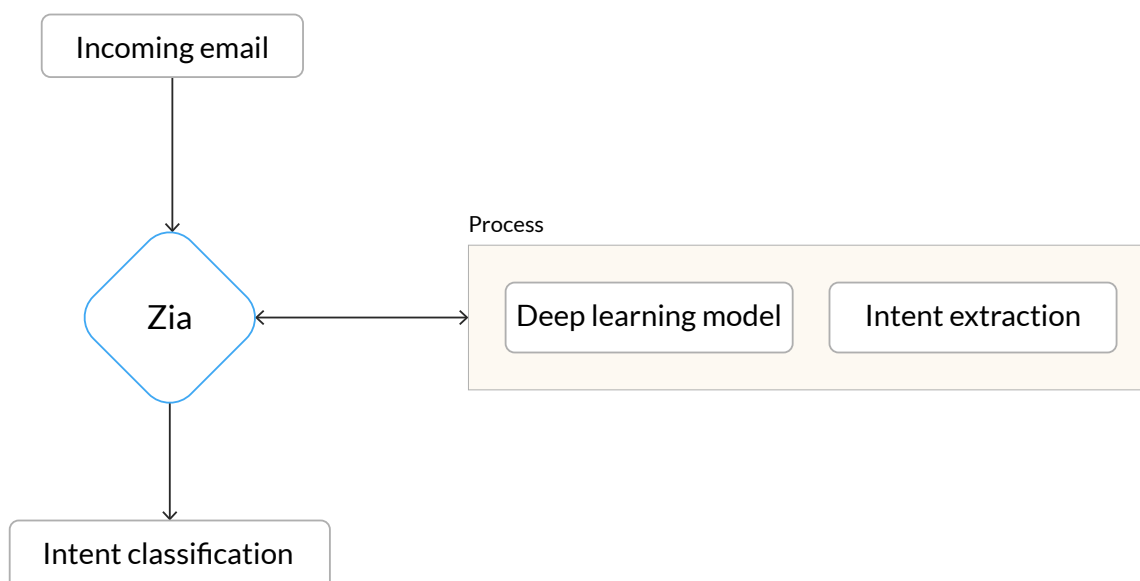 Incoming email
Process
Zia
Deep learning model
Intent extraction
Intent classification